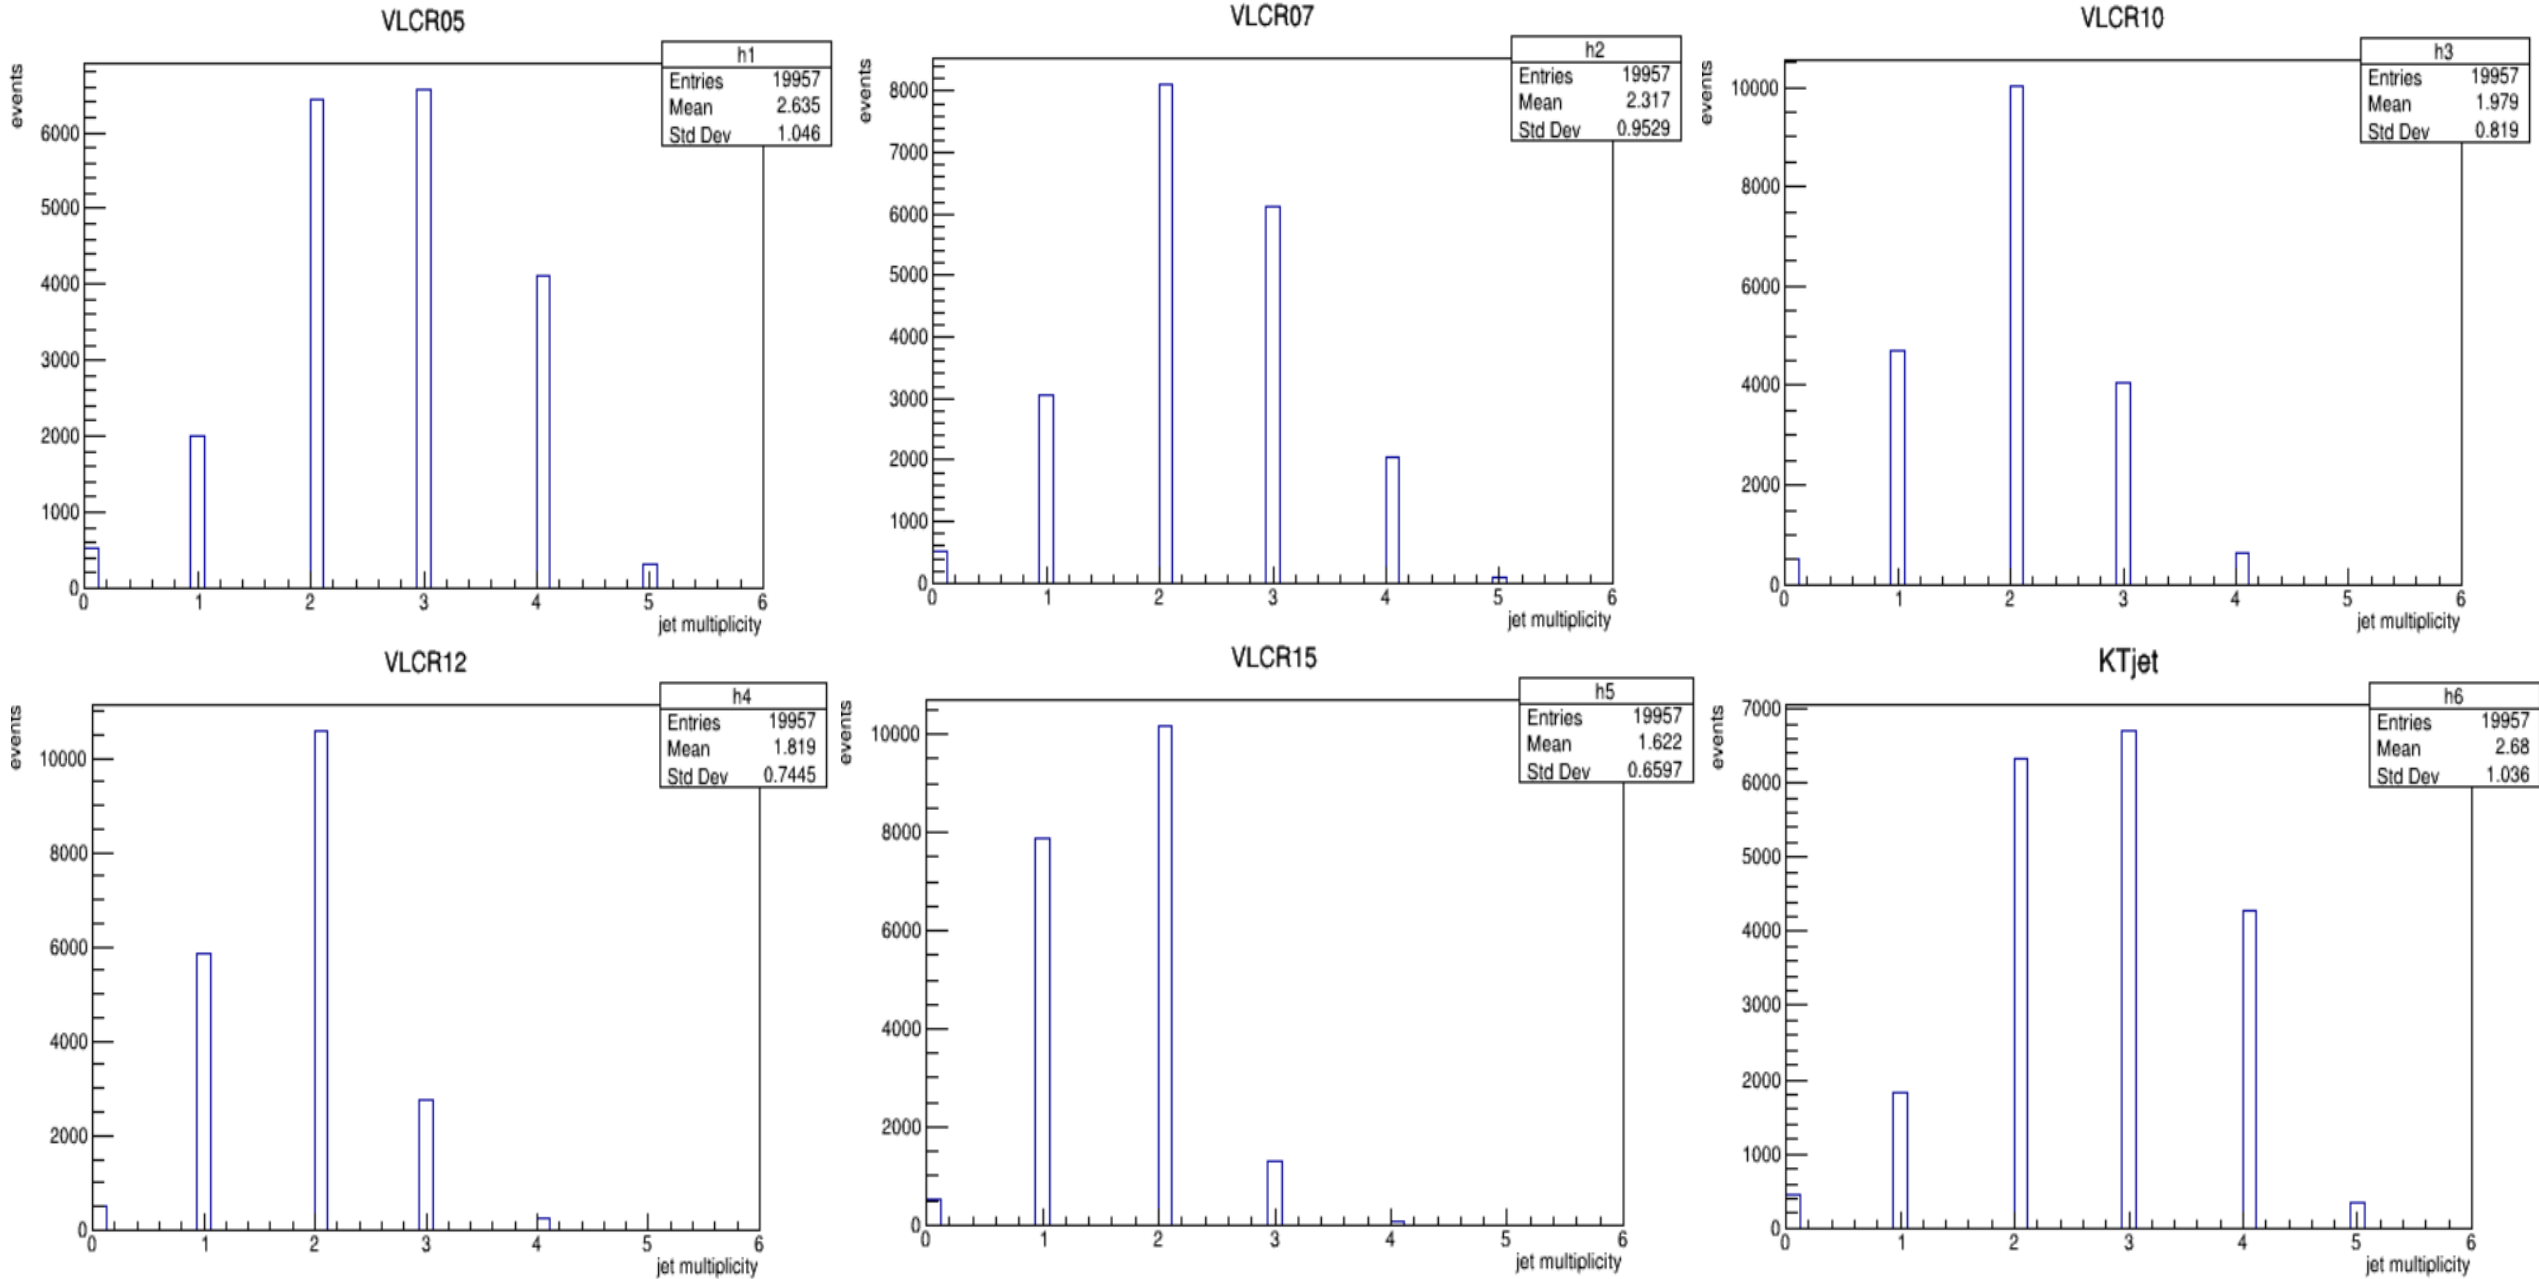 VLCR05
h1
Entries 19957
Mean 2.635
Std Dev 1.046
events
6000
5000
4000
3000
2000
1000
0
0 1 2 3 4 5 6
jet multiplicity
VLCR07
h2
Entries 19957
Mean 2.317
Std Dev 0.9529
events
8000
7000
6000
5000
4000
3000
2000
1000
0
0 1 2 3 4 5 6
jet multiplicity
VLCR10
h3
Entries 19957
Mean 1.979
Std Dev 0.819
events
10000
8000
6000
4000
2000
0
0 1 2 3 4 5 6
jet multiplicity
VLCR12
h4
Entries 19957
Mean 1.819
Std Dev 0.7445
events
10000
8000
6000
4000
2000
0
0 1 2 3 4 5 6
jet multiplicity
VLCR15
h5
Entries 19957
Mean 1.622
Std Dev 0.6597
events
10000
8000
6000
4000
2000
0
0 1 2 3 4 5 6
jet multiplicity
KTjet
h6
Entries 19957
Mean 2.68
Std Dev 1.036
events
7000
6000
5000
4000
3000
2000
1000
0
0 1 2 3 4 5 6
jet multiplicity